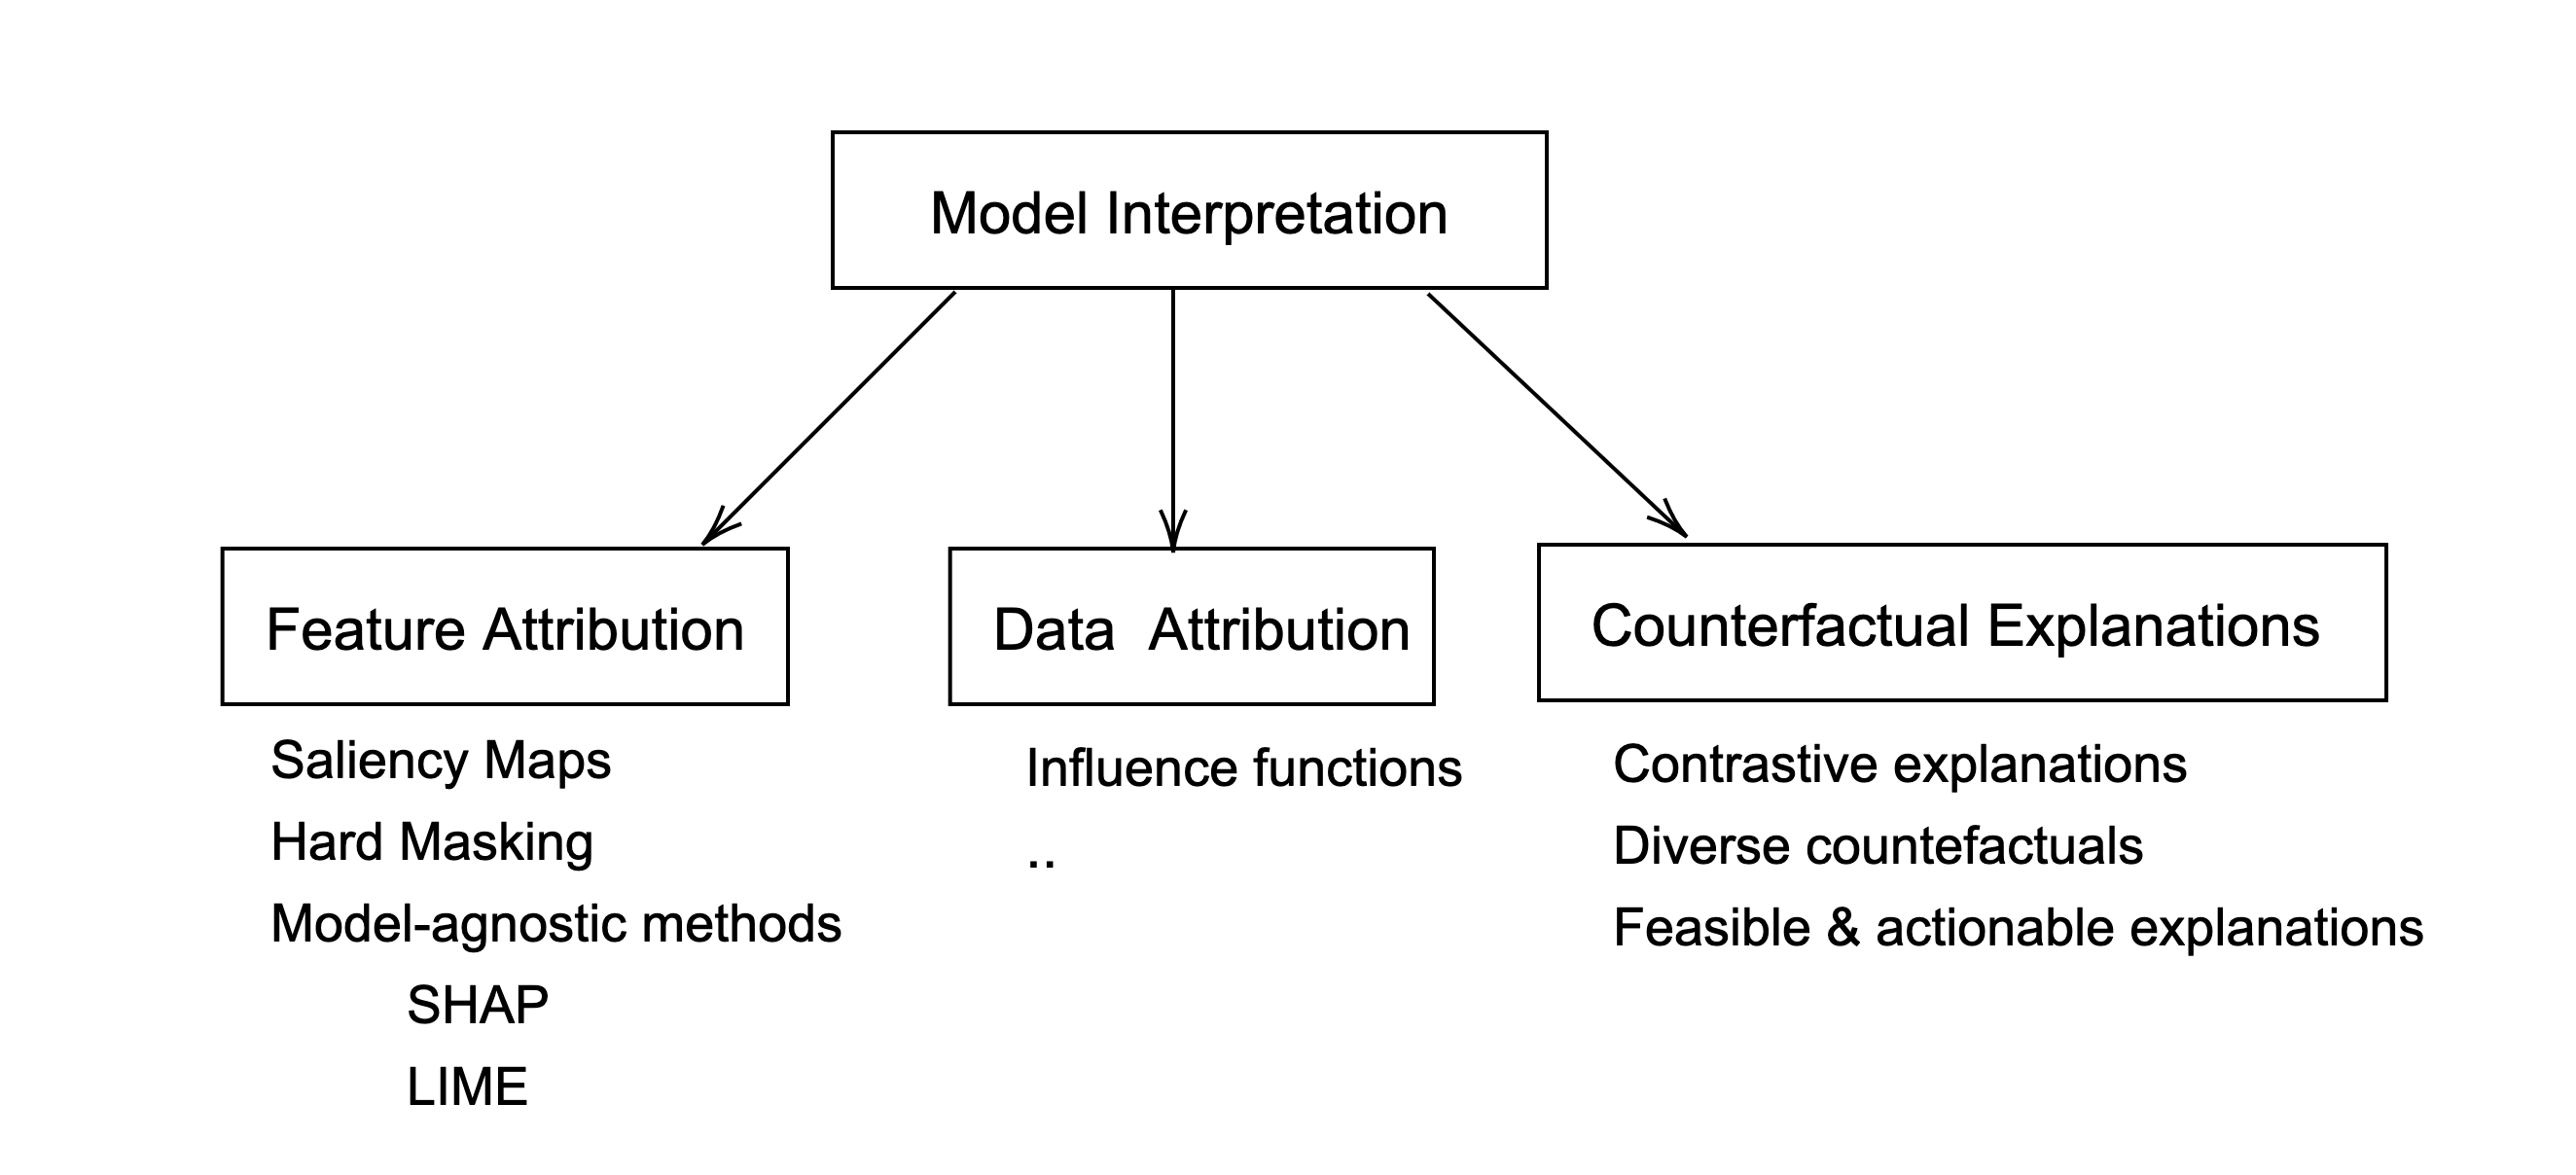 Model Interpretation
Feature Attribution
Saliency Maps
Hard Masking
Model-agnostic methods
SHAP
LIME
Data Attribution
Influence functions
..
Counterfactual Explanations
Contrastive explanations
Diverse countefactuals
Feasible & actionable explanations